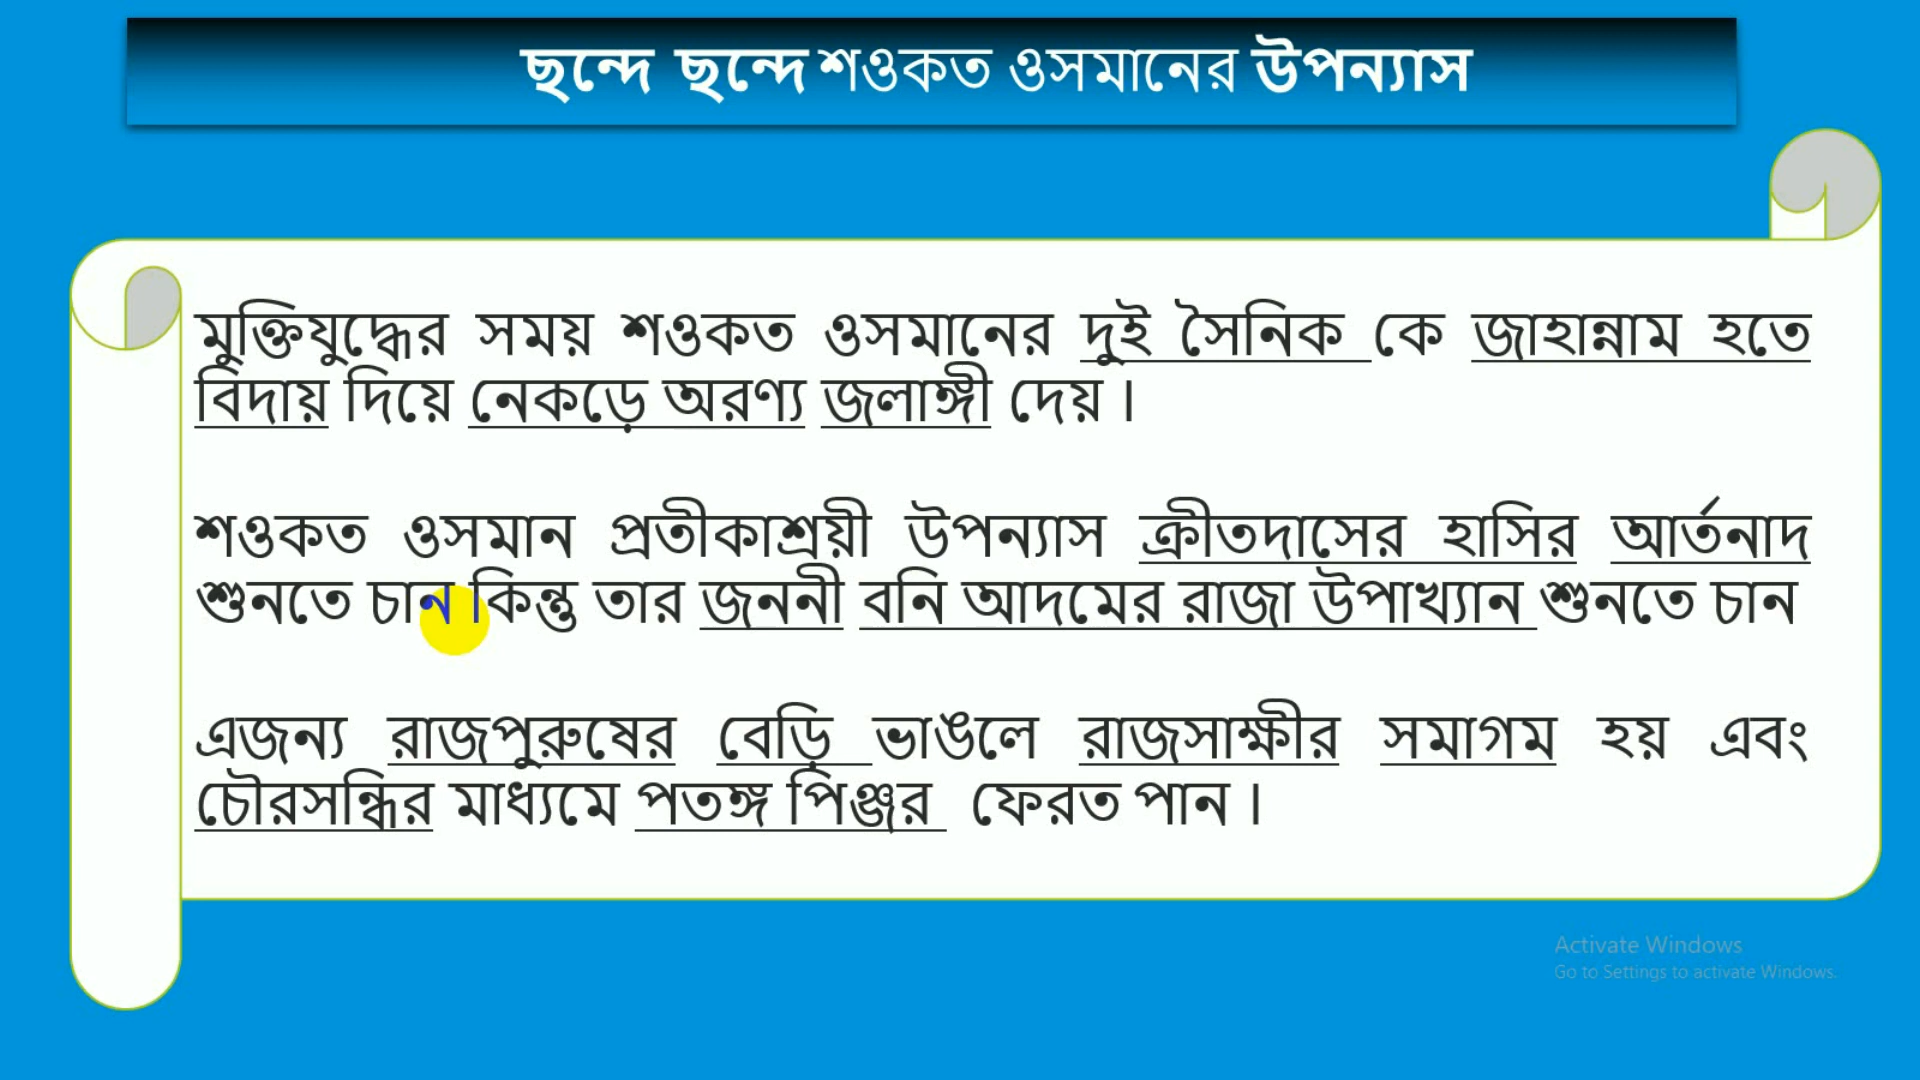 ছন্দে ছন্দে শওকত ওসমানের উপন্যাস
মুক্তিযুদ্ধের সময় শওকত ওসমানের দুই সৈনিক কে জাহান্নাম হতে
বিদায় দিয়ে নেকড়ে অরণ্য জলাঙ্গী দেয়।
শওকত ওসমান প্রতীকাশ্রয়ী উপন্যাস ক্রীতদাসের হাসির আর্তনাদ
শুনতে চান কিন্তু তার জননী বনি আদমের রাজা উপাখ্যান শুনতে চান
এজন্য রাজপুরুষের বেড়ি ভাঙলে রাজসাক্ষীর সমাগম হয় এবং
চৌরসন্ধির মাধ্যমে পতঙ্গ পিঞ্জর ফেরত পান।
Activate Windows
Go to Settings to activate Windows.